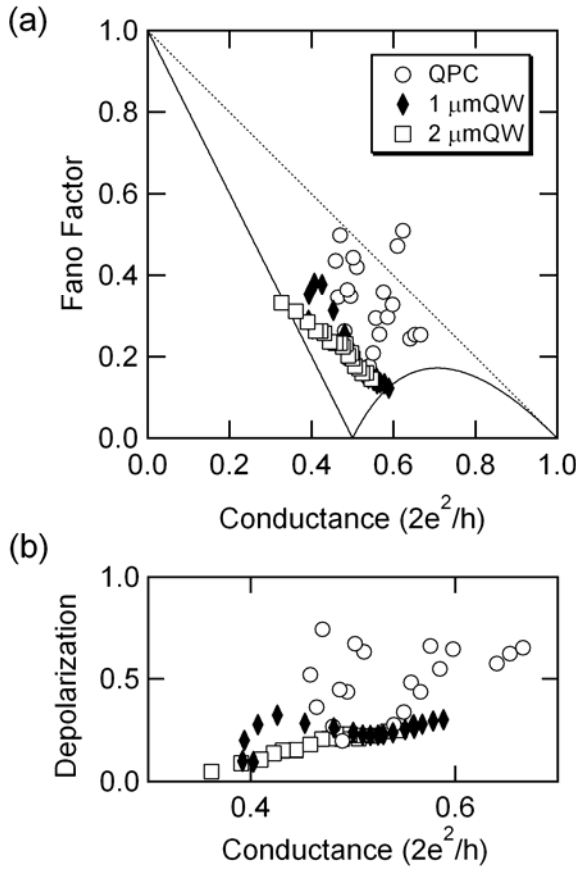 (a)
1.0
0.8
0.6
0.4
0.2
0.0
Fano Factor
QPC
1 μmQW
2 μmQW
0.0 0.2 0.4 0.6 0.8 1.0
Conductance (2e²/h)
(b)
1.0
0.5
0.0
Depolarization
0.4 0.6
Conductance (2e²/h)